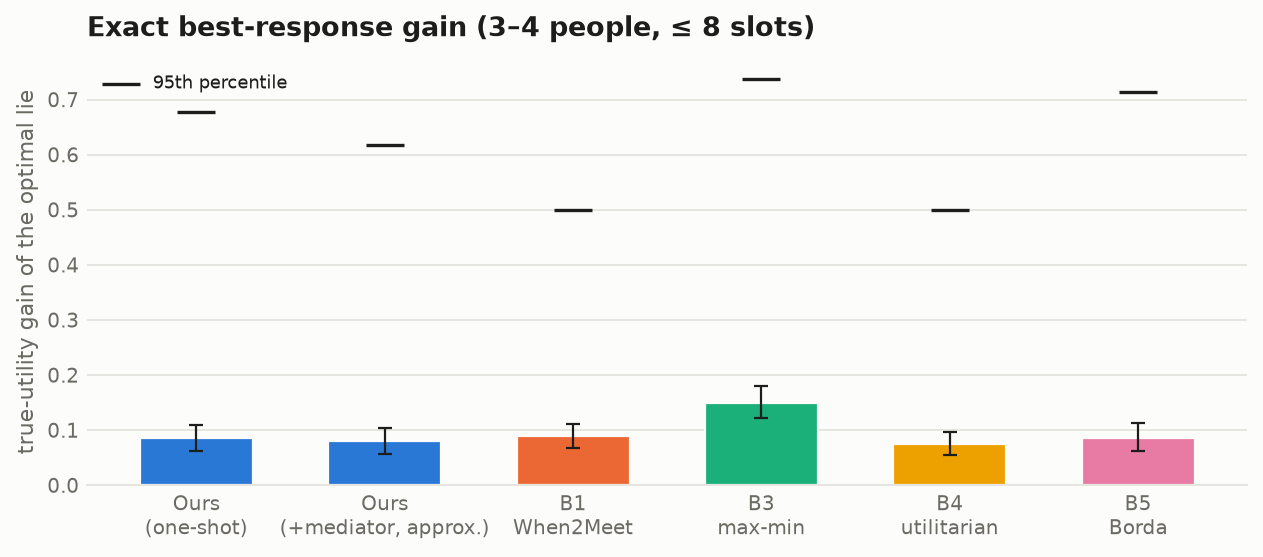 Exact best-response gain (3–4 people, ≤ 8 slots)
95th percentile
true-utility gain of the optimal lie
0.7
0.6
0.5
0.4
0.3
0.2
0.1
0.0
Ours
(one-shot)
Ours
(+mediator, approx.)
B1
When2Meet
B3
max-min
B4
utilitarian
B5
Borda